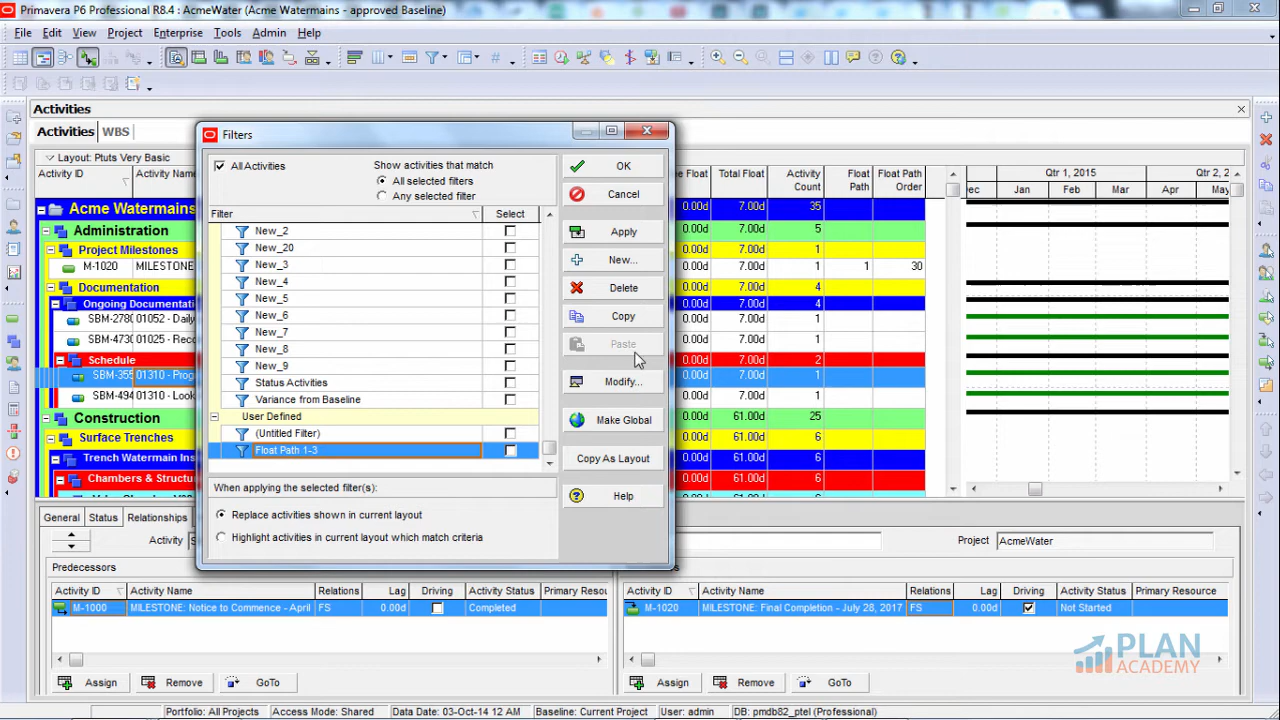 Primavera P6 Professional R8.4 : AcmeWater (Acme Watermains - approved Baseline)
File Edit View Project Enterprise Tools Admin Help
Activities
Activities WBS
Layout: Ptuts Very Basic
Activity ID Activity Name Float Total Float Activity Count Float Path Float Path Order Qtr 1, 2015 Qtr 2, 2
Dec Jan Feb Mar Apr May
Acme Watermains 0.00d 7.00d 35
Administration 0.00d 7.00d 5
Project Milestones 0.00d 7.00d 1
M-1020 MILESTONE 0.00d 7.00d 1 1 30
Documentation 0.00d 7.00d 4
Ongoing Documentati 0.00d 7.00d 4
SBM-2780 01052 - Daily 0.00d 7.00d 1
SBM-4730 01025 - Reco 0.00d 7.00d 1
Schedule 0.00d 7.00d 2
SBM-355 01310 - Prog 0.00d 7.00d 1
SBM-494 01310 - Look 0.00d 7.00d 1
Construction 0.00d 61.00d 25
Surface Trenches 0.00d 61.00d 6
Trench Watermain Ins 0.00d 61.00d 6
Chambers & Structu 0.00d 61.00d 6
Filters
All Activities
Show activities that match
All selected filters
Any selected filter
Filter Select
New_2
New_20
New_3
New_4
New_5
New_6
New_7
New_8
New_9
Status Activities
Variance from Baseline
User Defined
(Untitled Filter)
Float Path 1-3
When applying the selected filter(s):
Replace activities shown in current layout
Highlight activities in current layout which match criteria
OK
Cancel
Apply
New...
Delete
Copy
Paste
Modify...
Make Global
Copy As Layout
Help
General Status Relationships
Activity Project AcmeWater
Predecessors
Activity ID Activity Name Relations Lag Driving Activity Status Primary Resou
M-1000 MILESTONE: Notice to Commence - April FS 0.00d Completed
Assign Remove GoTo
Activity ID Activity Name Relations Lag Driving Activity Status Primary Resource
M-1020 MILESTONE: Final Completion - July 28, 2017 FS 0.00d Not Started
Assign Remove GoTo
PLAN
ACADEMY
Portfolio: All Projects Access Mode: Shared Data Date: 03-Oct-14 12 AM Baseline: Current Project User: admin DB: pmdb82_ptel (Professional)